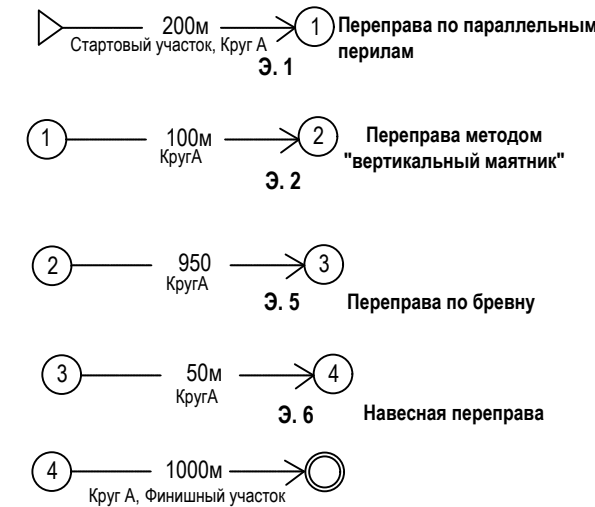 200м
1
Переправа по параллельным
перилам
Стартовый участок, Круг А
Э. 1
1
100м
2
КругА
Переправа методом
"вертикальный маятник"
Э. 2
2
950
3
КругА
Э. 5
Переправа по бревну
3
50м
4
КругА
Э. 6
Навесная переправа
4
1000м
Круг А, Финишный участок